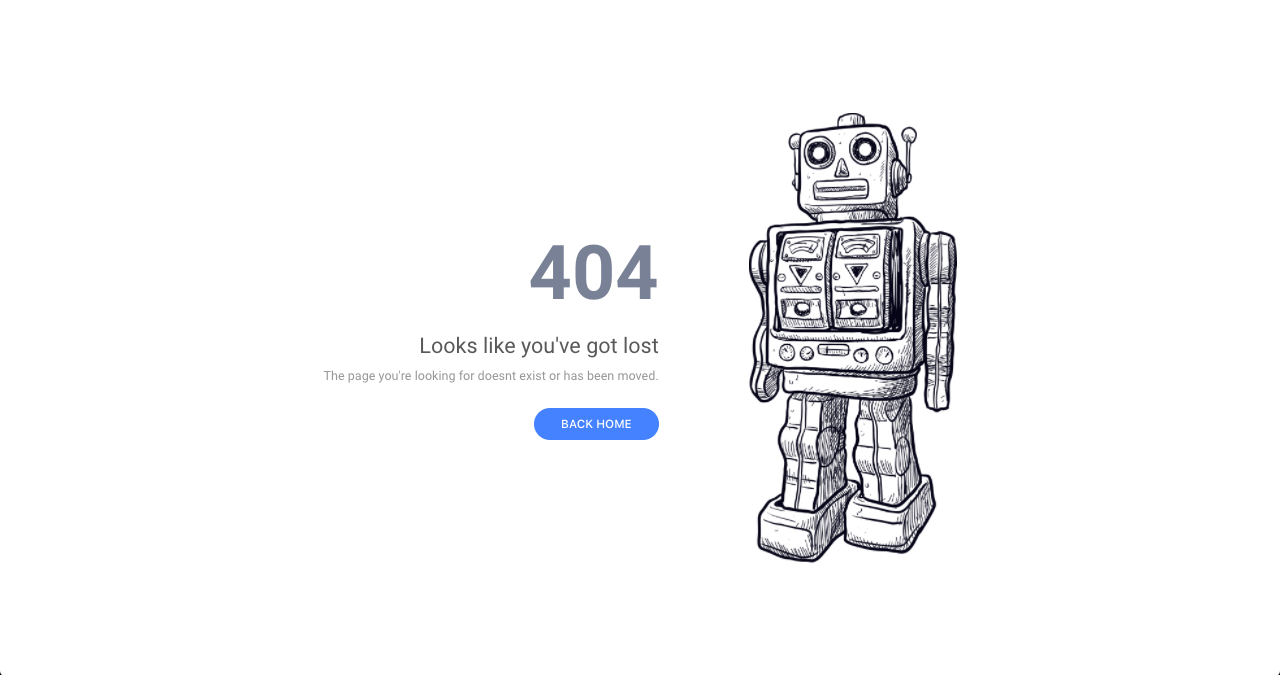 404
Looks like you've got lost
The page you're looking for doesnt exist or has been moved.
BACK HOME